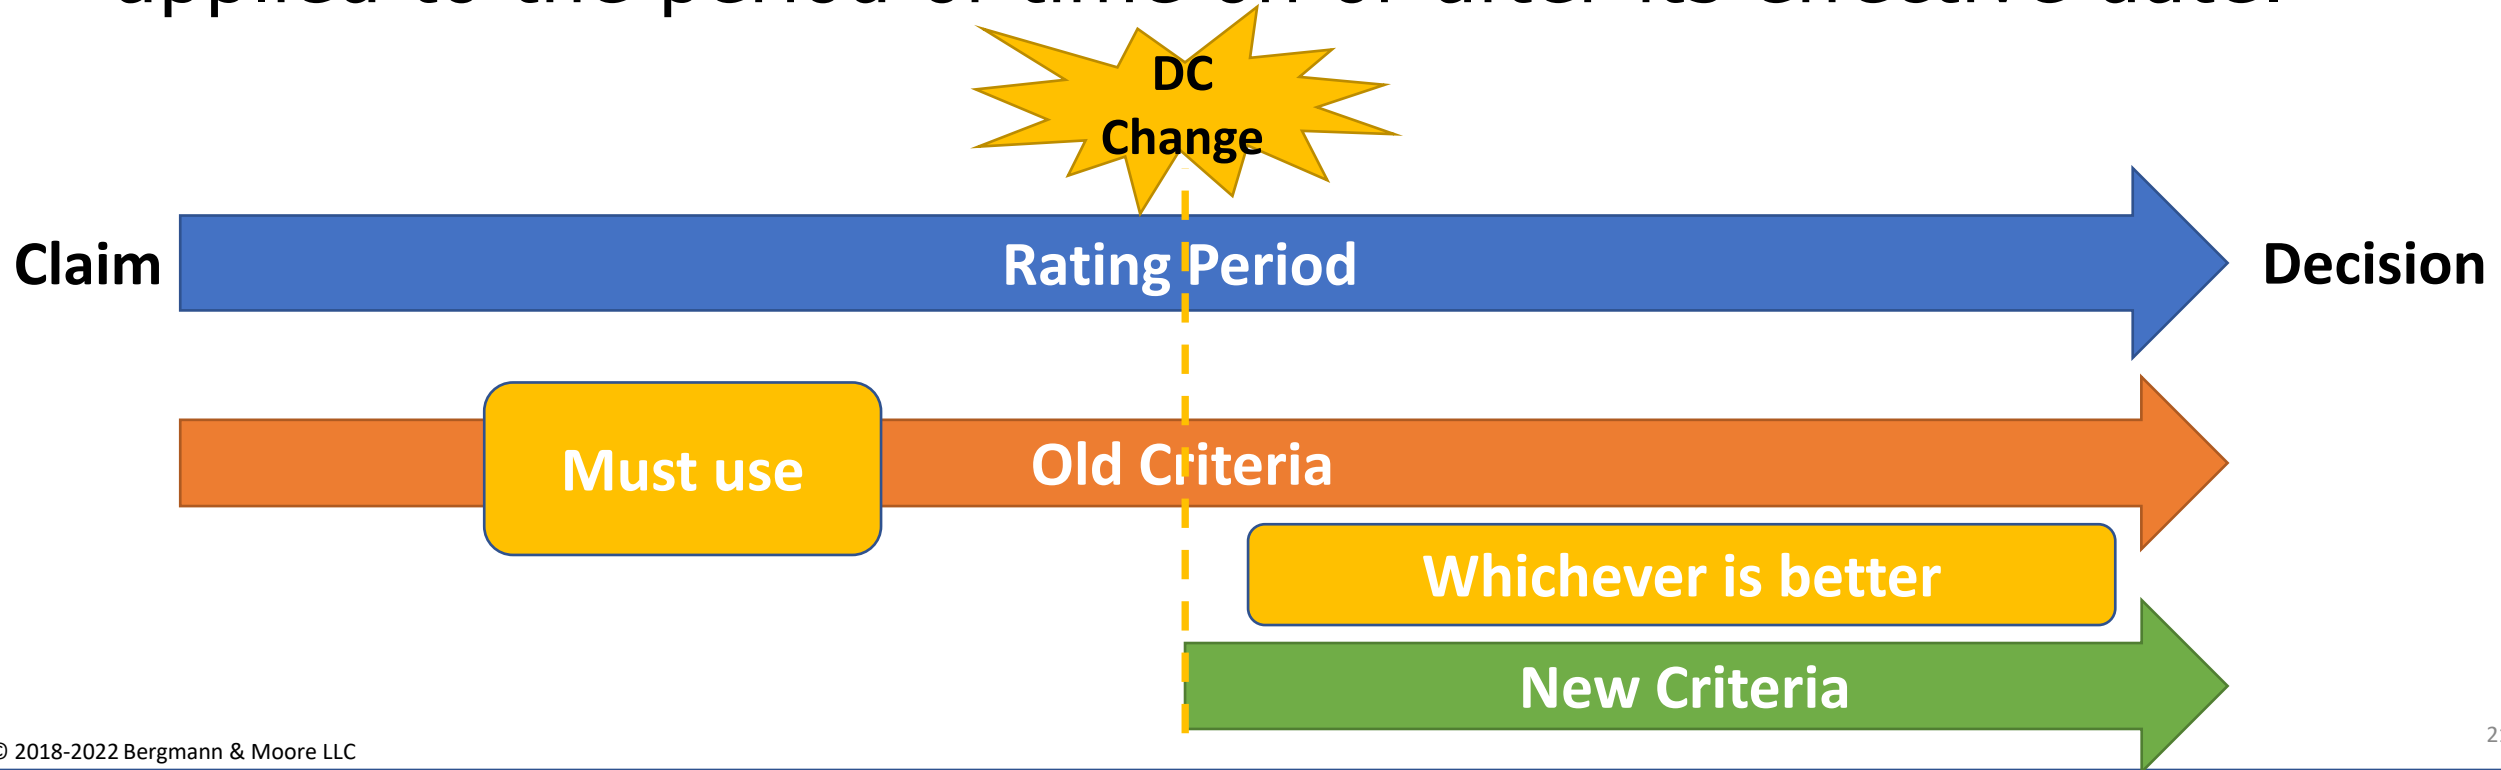 DC
Change
Claim
Rating Period
Decision
Must use
Old Criteria
Whichever is better
New Criteria
© 2018-2022 Bergmann & Moore LLC